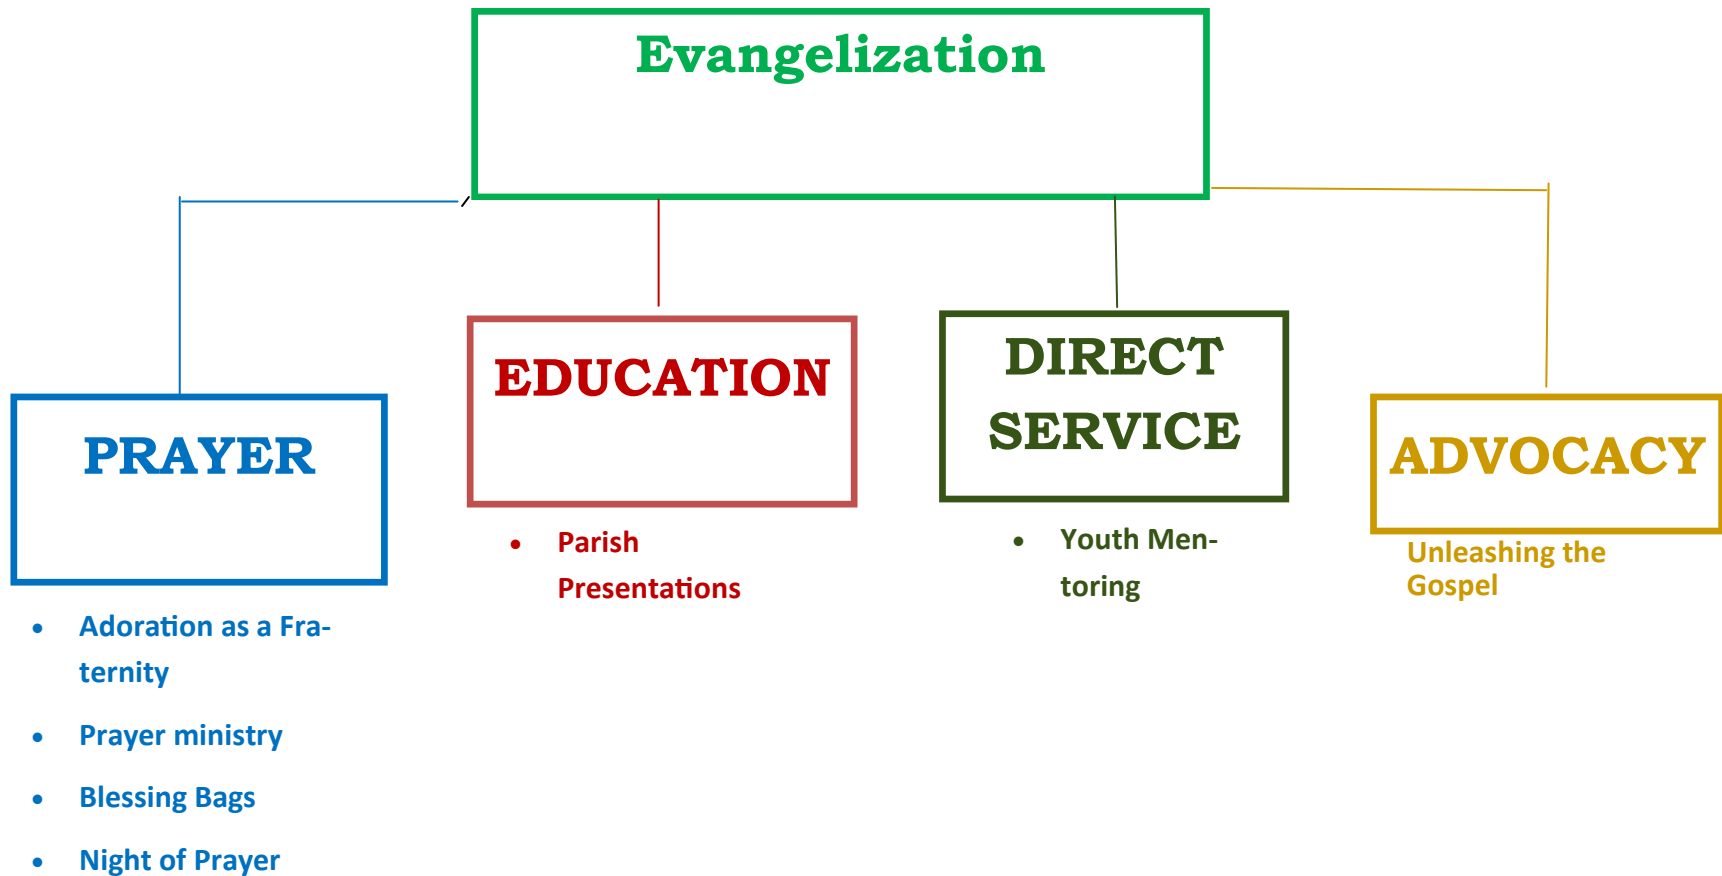 Evangelization
PRAYER
• Adoration as a Fra-
ternity
• Prayer ministry
• Blessing Bags
• Night of Prayer
EDUCATION
• Parish
Presentations
DIRECT
SERVICE
• Youth Men-
toring
ADVOCACY
Unleashing the
Gospel